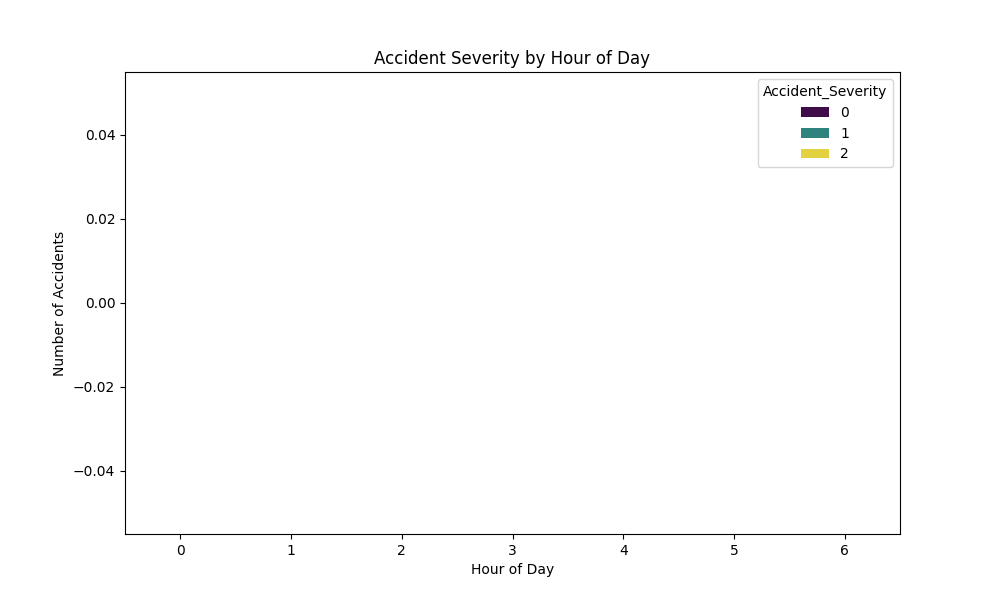 Accident Severity by Hour of Day
Accident_Severity
0
1
2
0.04
0.02
0.00
−0.02
−0.04
Number of Accidents
0 1 2 3 4 5 6
Hour of Day